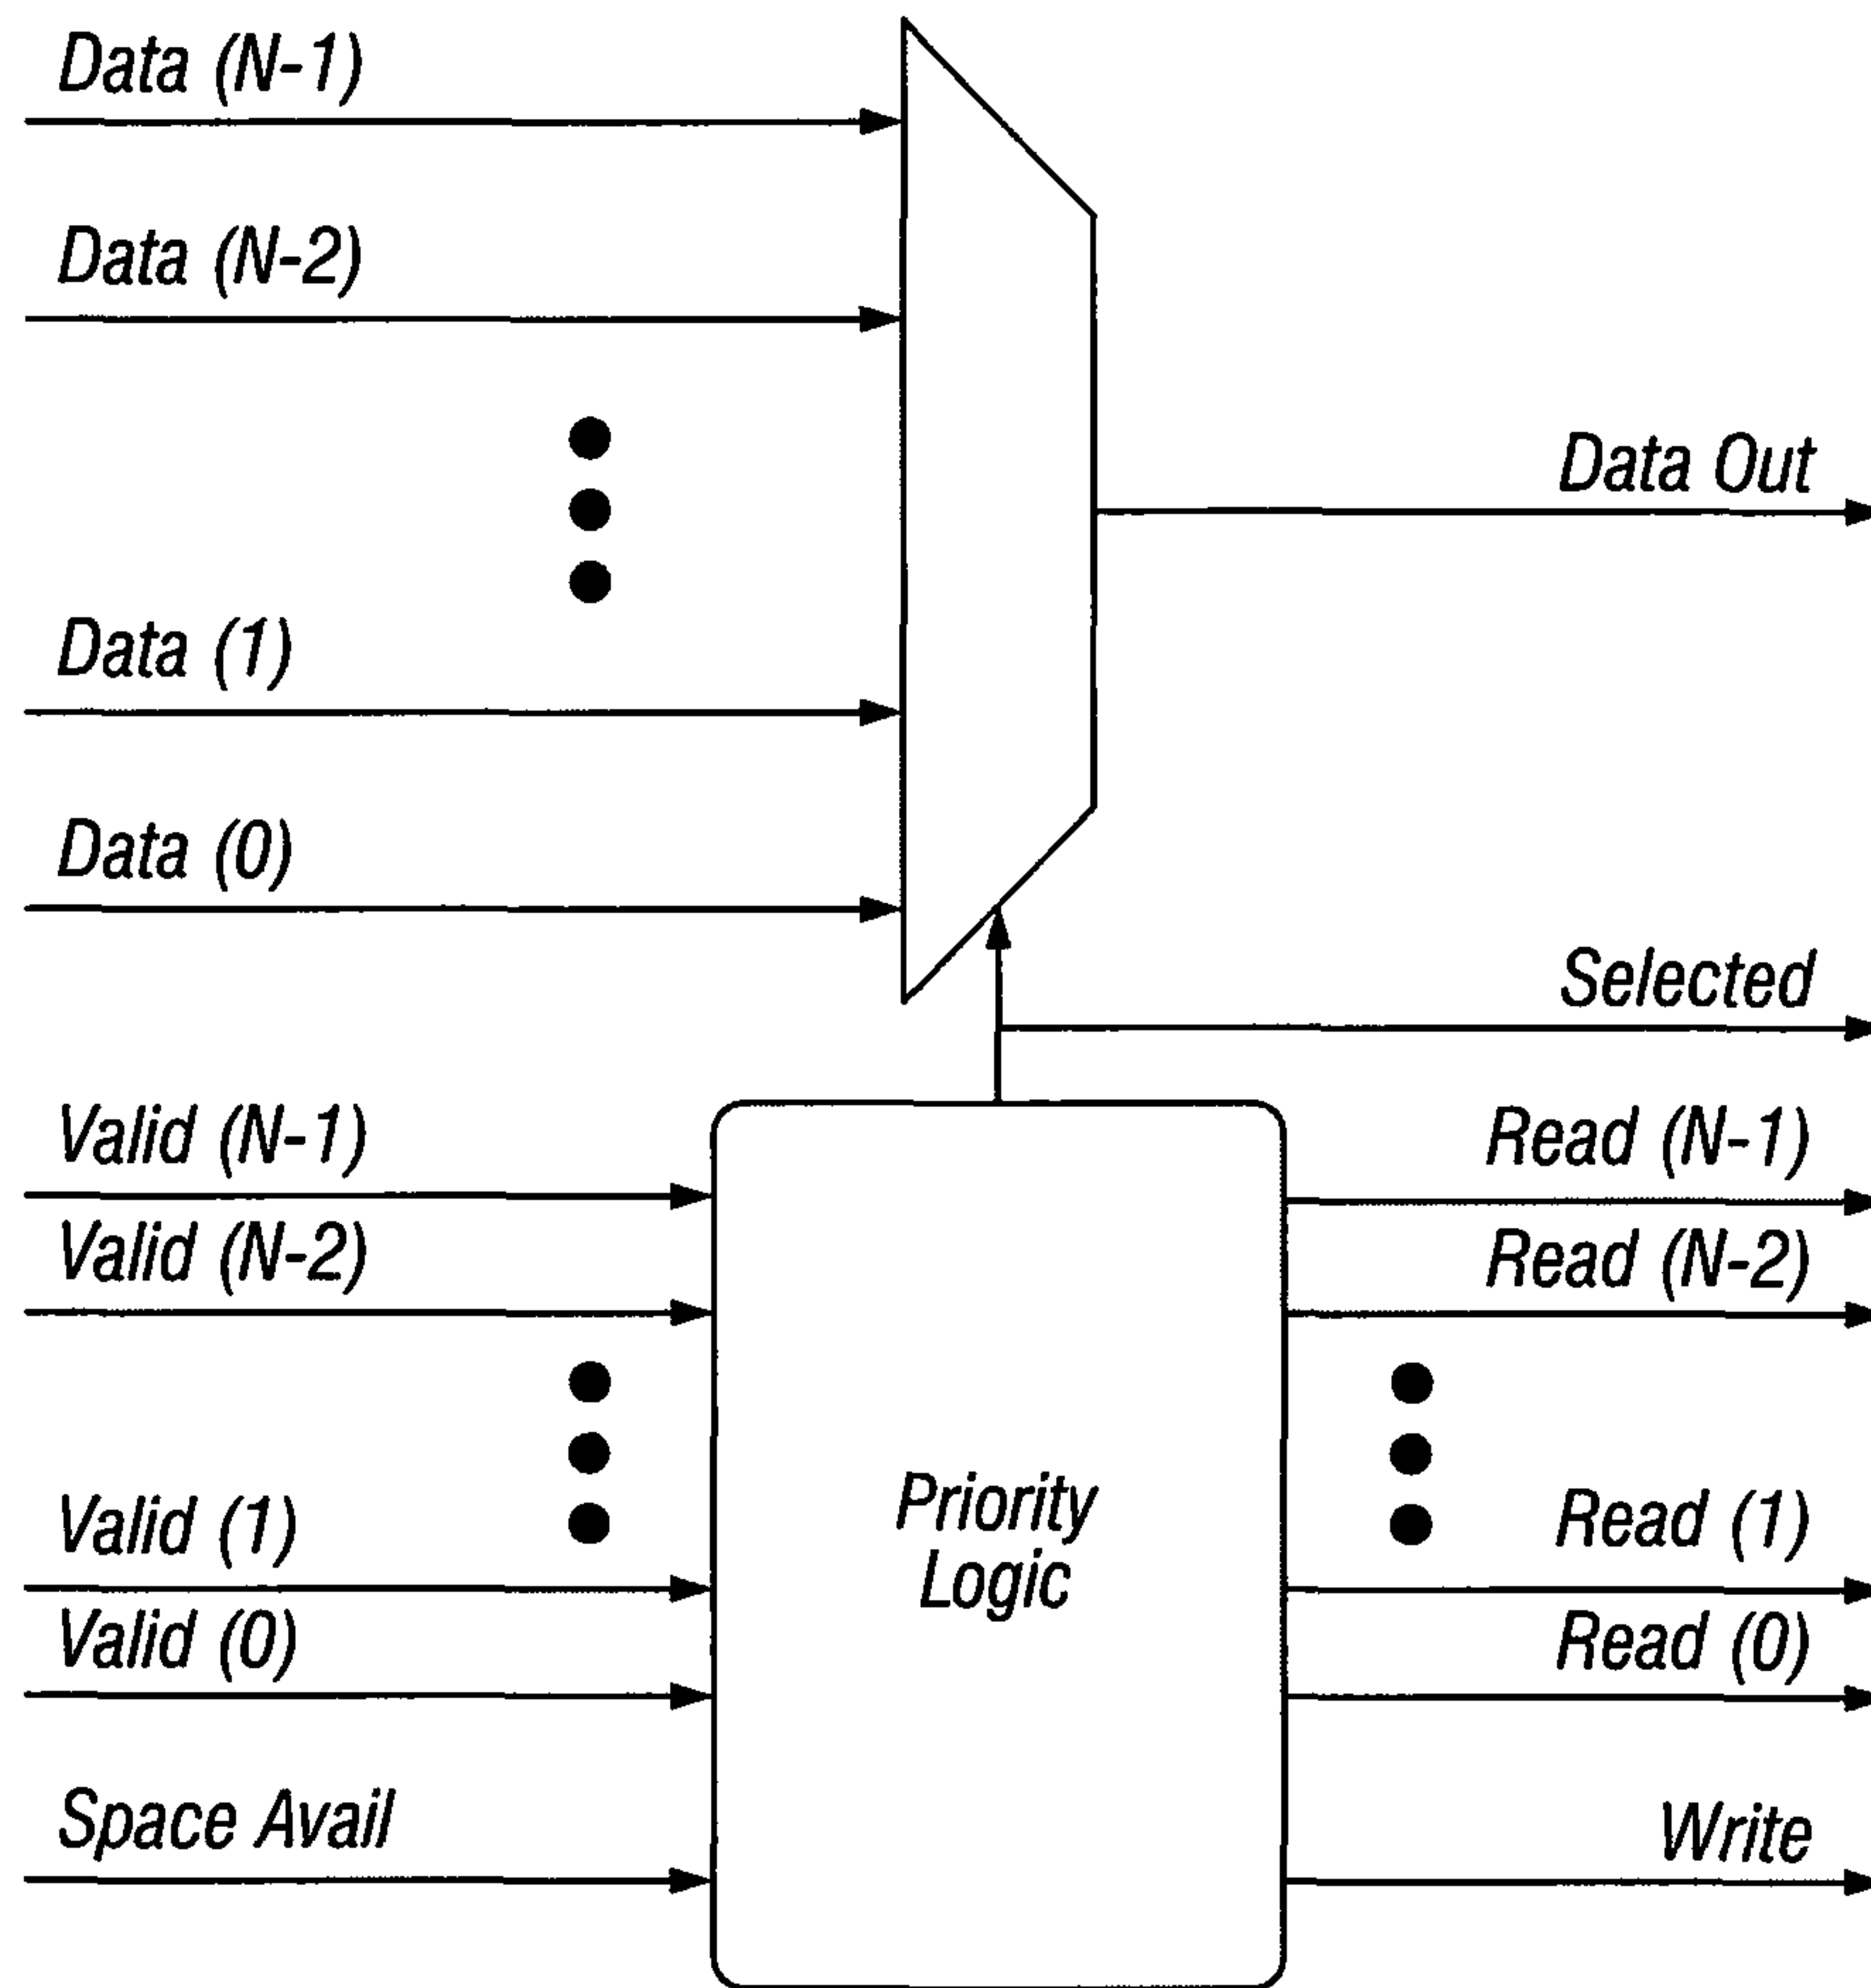 Data (N-1)
Data (N-2)
Data Out
Data (1)
Data (0)
Selected
Valid (N-1)
Read (N-1)
Valid (N-2)
Read (N-2)
Priority
Logic
Valid (1)
Read (1)
Valid (0)
Read (0)
Space Avail
Write